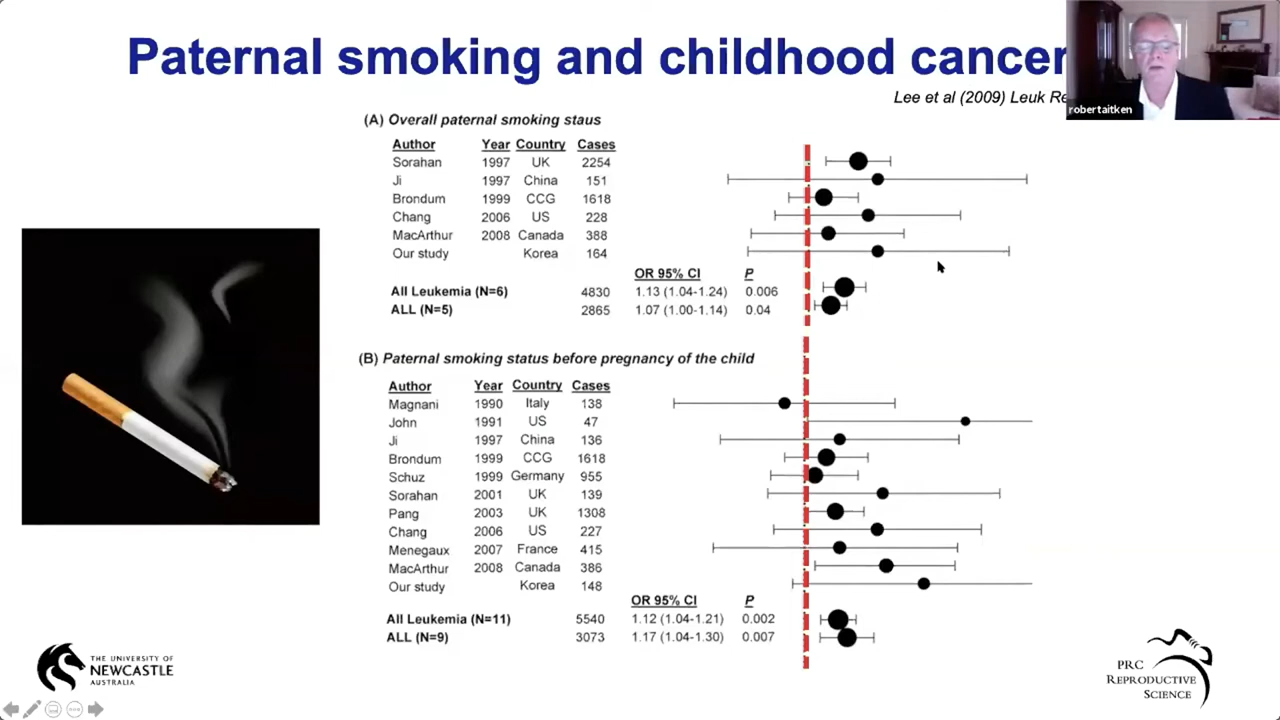 Paternal smoking and childhood cancer
Lee et al (2009) Leuk Re
robertaitken
(A) Overall paternal smoking staus
Author Year Country Cases
Sorahan 1997 UK 2254
Ji 1997 China 151
Brondum 1999 CCG 1618
Chang 2006 US 228
MacArthur 2008 Canada 388
Our study Korea 164
OR 95% CI P
All Leukemia (N=6) 4830 1.13 (1.04-1.24) 0.006
ALL (N=5) 2865 1.07 (1.00-1.14) 0.04
(B) Paternal smoking status before pregnancy of the child
Author Year Country Cases
Magnani 1990 Italy 138
John 1991 US 47
Ji 1997 China 136
Brondum 1999 CCG 1618
Schuz 1999 Germany 955
Sorahan 2001 UK 139
Pang 2003 UK 1308
Chang 2006 US 227
Menegaux 2007 France 415
MacArthur 2008 Canada 386
Our study Korea 148
OR 95% CI P
All Leukemia (N=11) 5540 1.12 (1.04-1.21) 0.002
ALL (N=9) 3073 1.17 (1.04-1.30) 0.007
THE UNIVERSITY OF
NEWCASTLE
AUSTRALIA
PRC
REPRODUCTIVE
SCIENCE